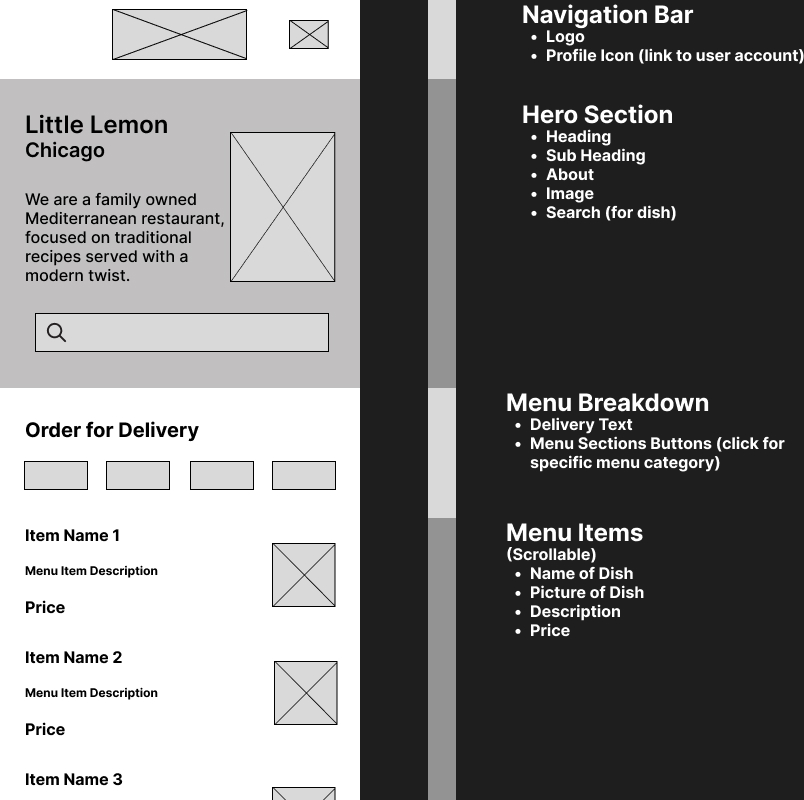 Little Lemon
Chicago
We are a family owned
Mediterranean restaurant,
focused on traditional
recipes served with a
modern twist.
Order for Delivery
Item Name 1
Menu Item Description
Price
Item Name 2
Menu Item Description
Price
Item Name 3
Navigation Bar
• Logo
• Profile Icon (link to user account)
Hero Section
• Heading
• Sub Heading
• About
• Image
• Search (for dish)
Menu Breakdown
• Delivery Text
• Menu Sections Buttons (click for
specific menu category)
Menu Items
(Scrollable)
• Name of Dish
• Picture of Dish
• Description
• Price